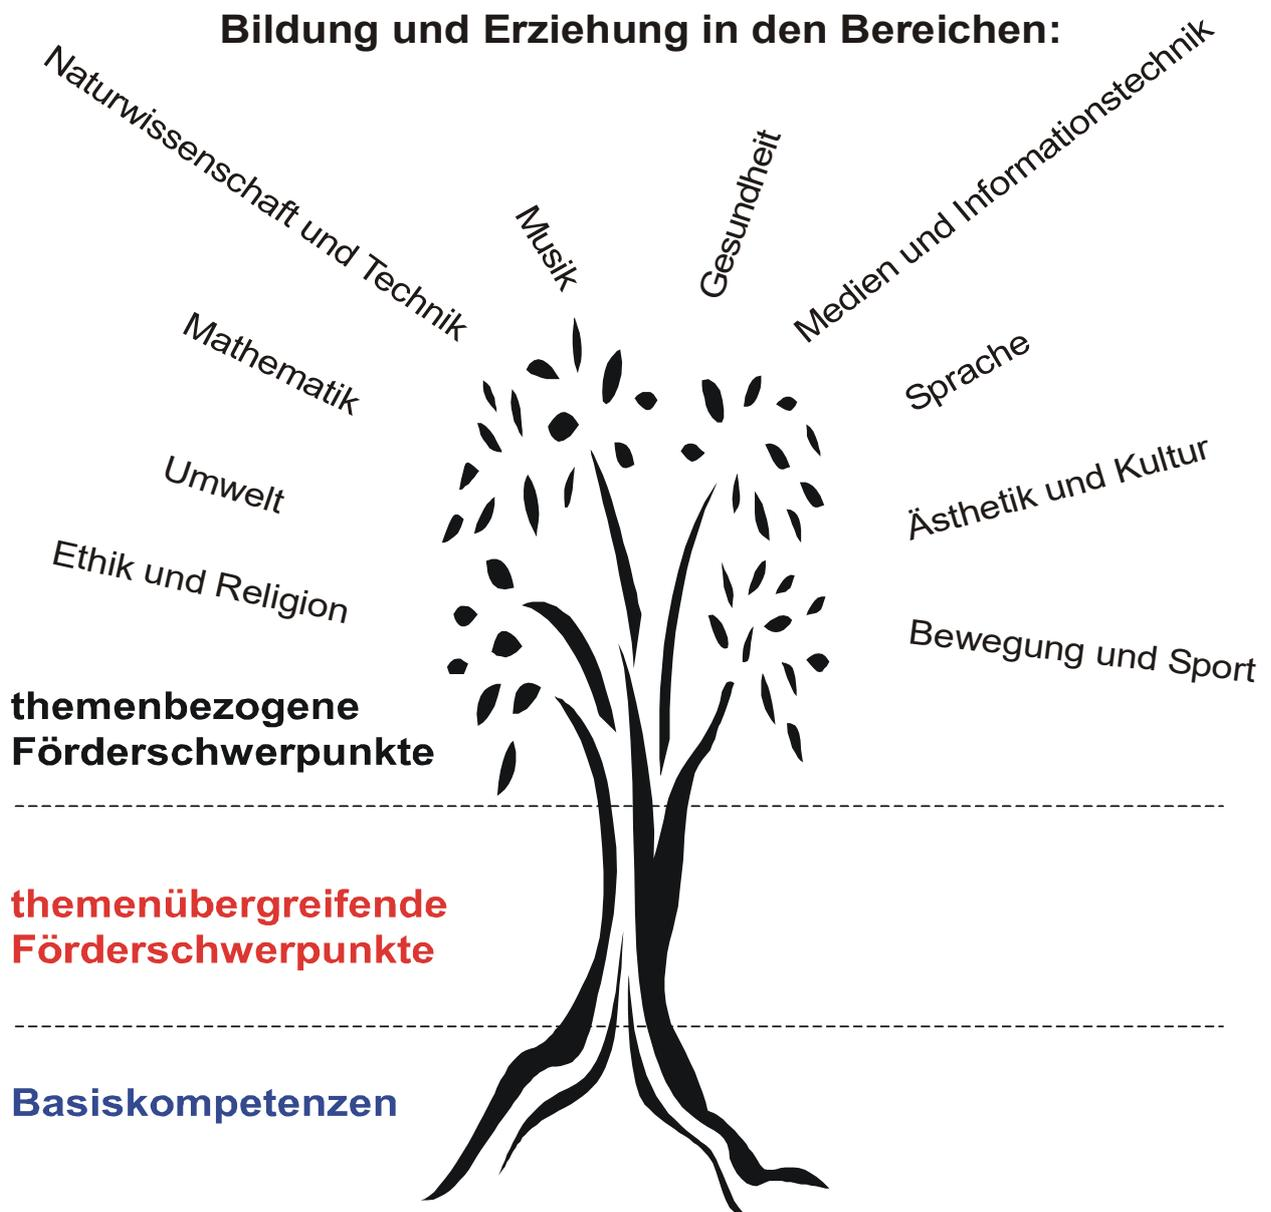 Bildung und Erziehung in den Bereichen:
Naturwissenschaft und Technik
Musik
Gesundheit
Medien und Informationstechnik
Mathematik
Sprache
Umwelt
Ästhetik und Kultur
Ethik und Religion
Bewegung und Sport
themenbezogene
Förderschwerpunkte
themenübergreifende
Förderschwerpunkte
Basiskompetenzen